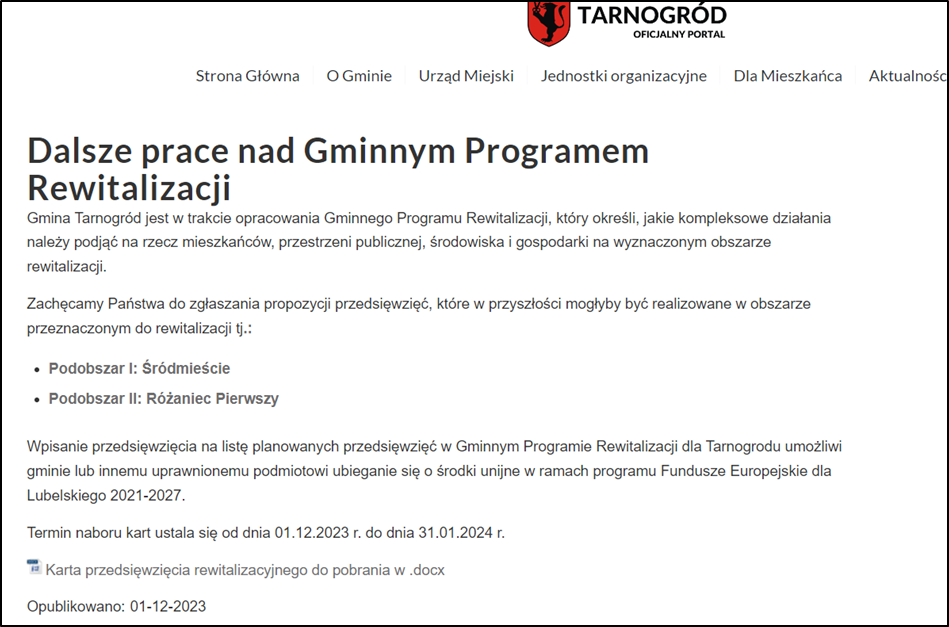 TARNOGRÓD
OFICJALNY PORTAL
Strona Główna O Gminie Urząd Miejski Jednostki organizacyjne Dla Mieszkańca Aktualnośc
Dalsze prace nad Gminnym Programem
Rewitalizacji
Gmina Tarnogród jest w trakcie opracowania Gminnego Programu Rewitalizacji, który określi, jakie kompleksowe działania
należy podjąć na rzecz mieszkańców, przestrzeni publicznej, środowiska i gospodarki na wyznaczonym obszarze
rewitalizacji.
Zachęcamy Państwa do zgłaszania propozycji przedsięwzięć, które w przyszłości mogłyby być realizowane w obszarze
przeznaczonym do rewitalizacji tj.:
• Podobszar I: Śródmieście
• Podobszar II: Różaniec Pierwszy
Wpisanie przedsięwzięcia na listę planowanych przedsięwzięć w Gminnym Programie Rewitalizacji dla Tarnogrodu umożliwi
gminie lub innemu uprawnionemu podmiotowi ubieganie się o środki unijne w ramach programu Fundusze Europejskie dla
Lubelskiego 2021-2027.
Termin naboru kart ustala się od dnia 01.12.2023 r. do dnia 31.01.2024 r.
Karta przedsięwzięcia rewitalizacyjnego do pobrania w .docx
Opublikowano: 01-12-2023